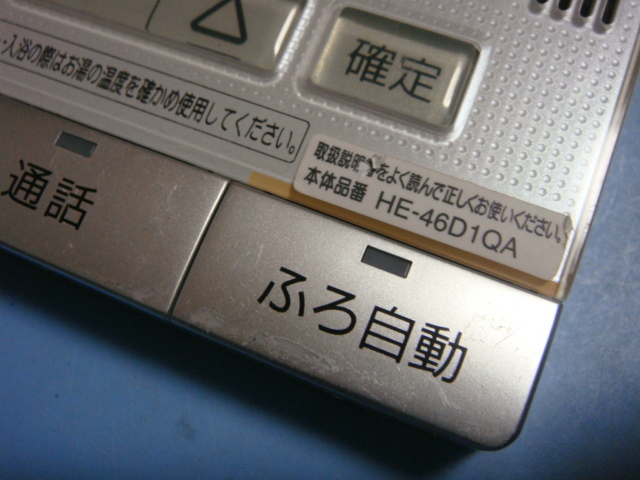 △
確定
・入浴の際はお湯の温度を確かめ使用してください。
取扱説明をよく読んで正しくお使いください。
本体品番 HE-46D1QA
通話
ふろ自動